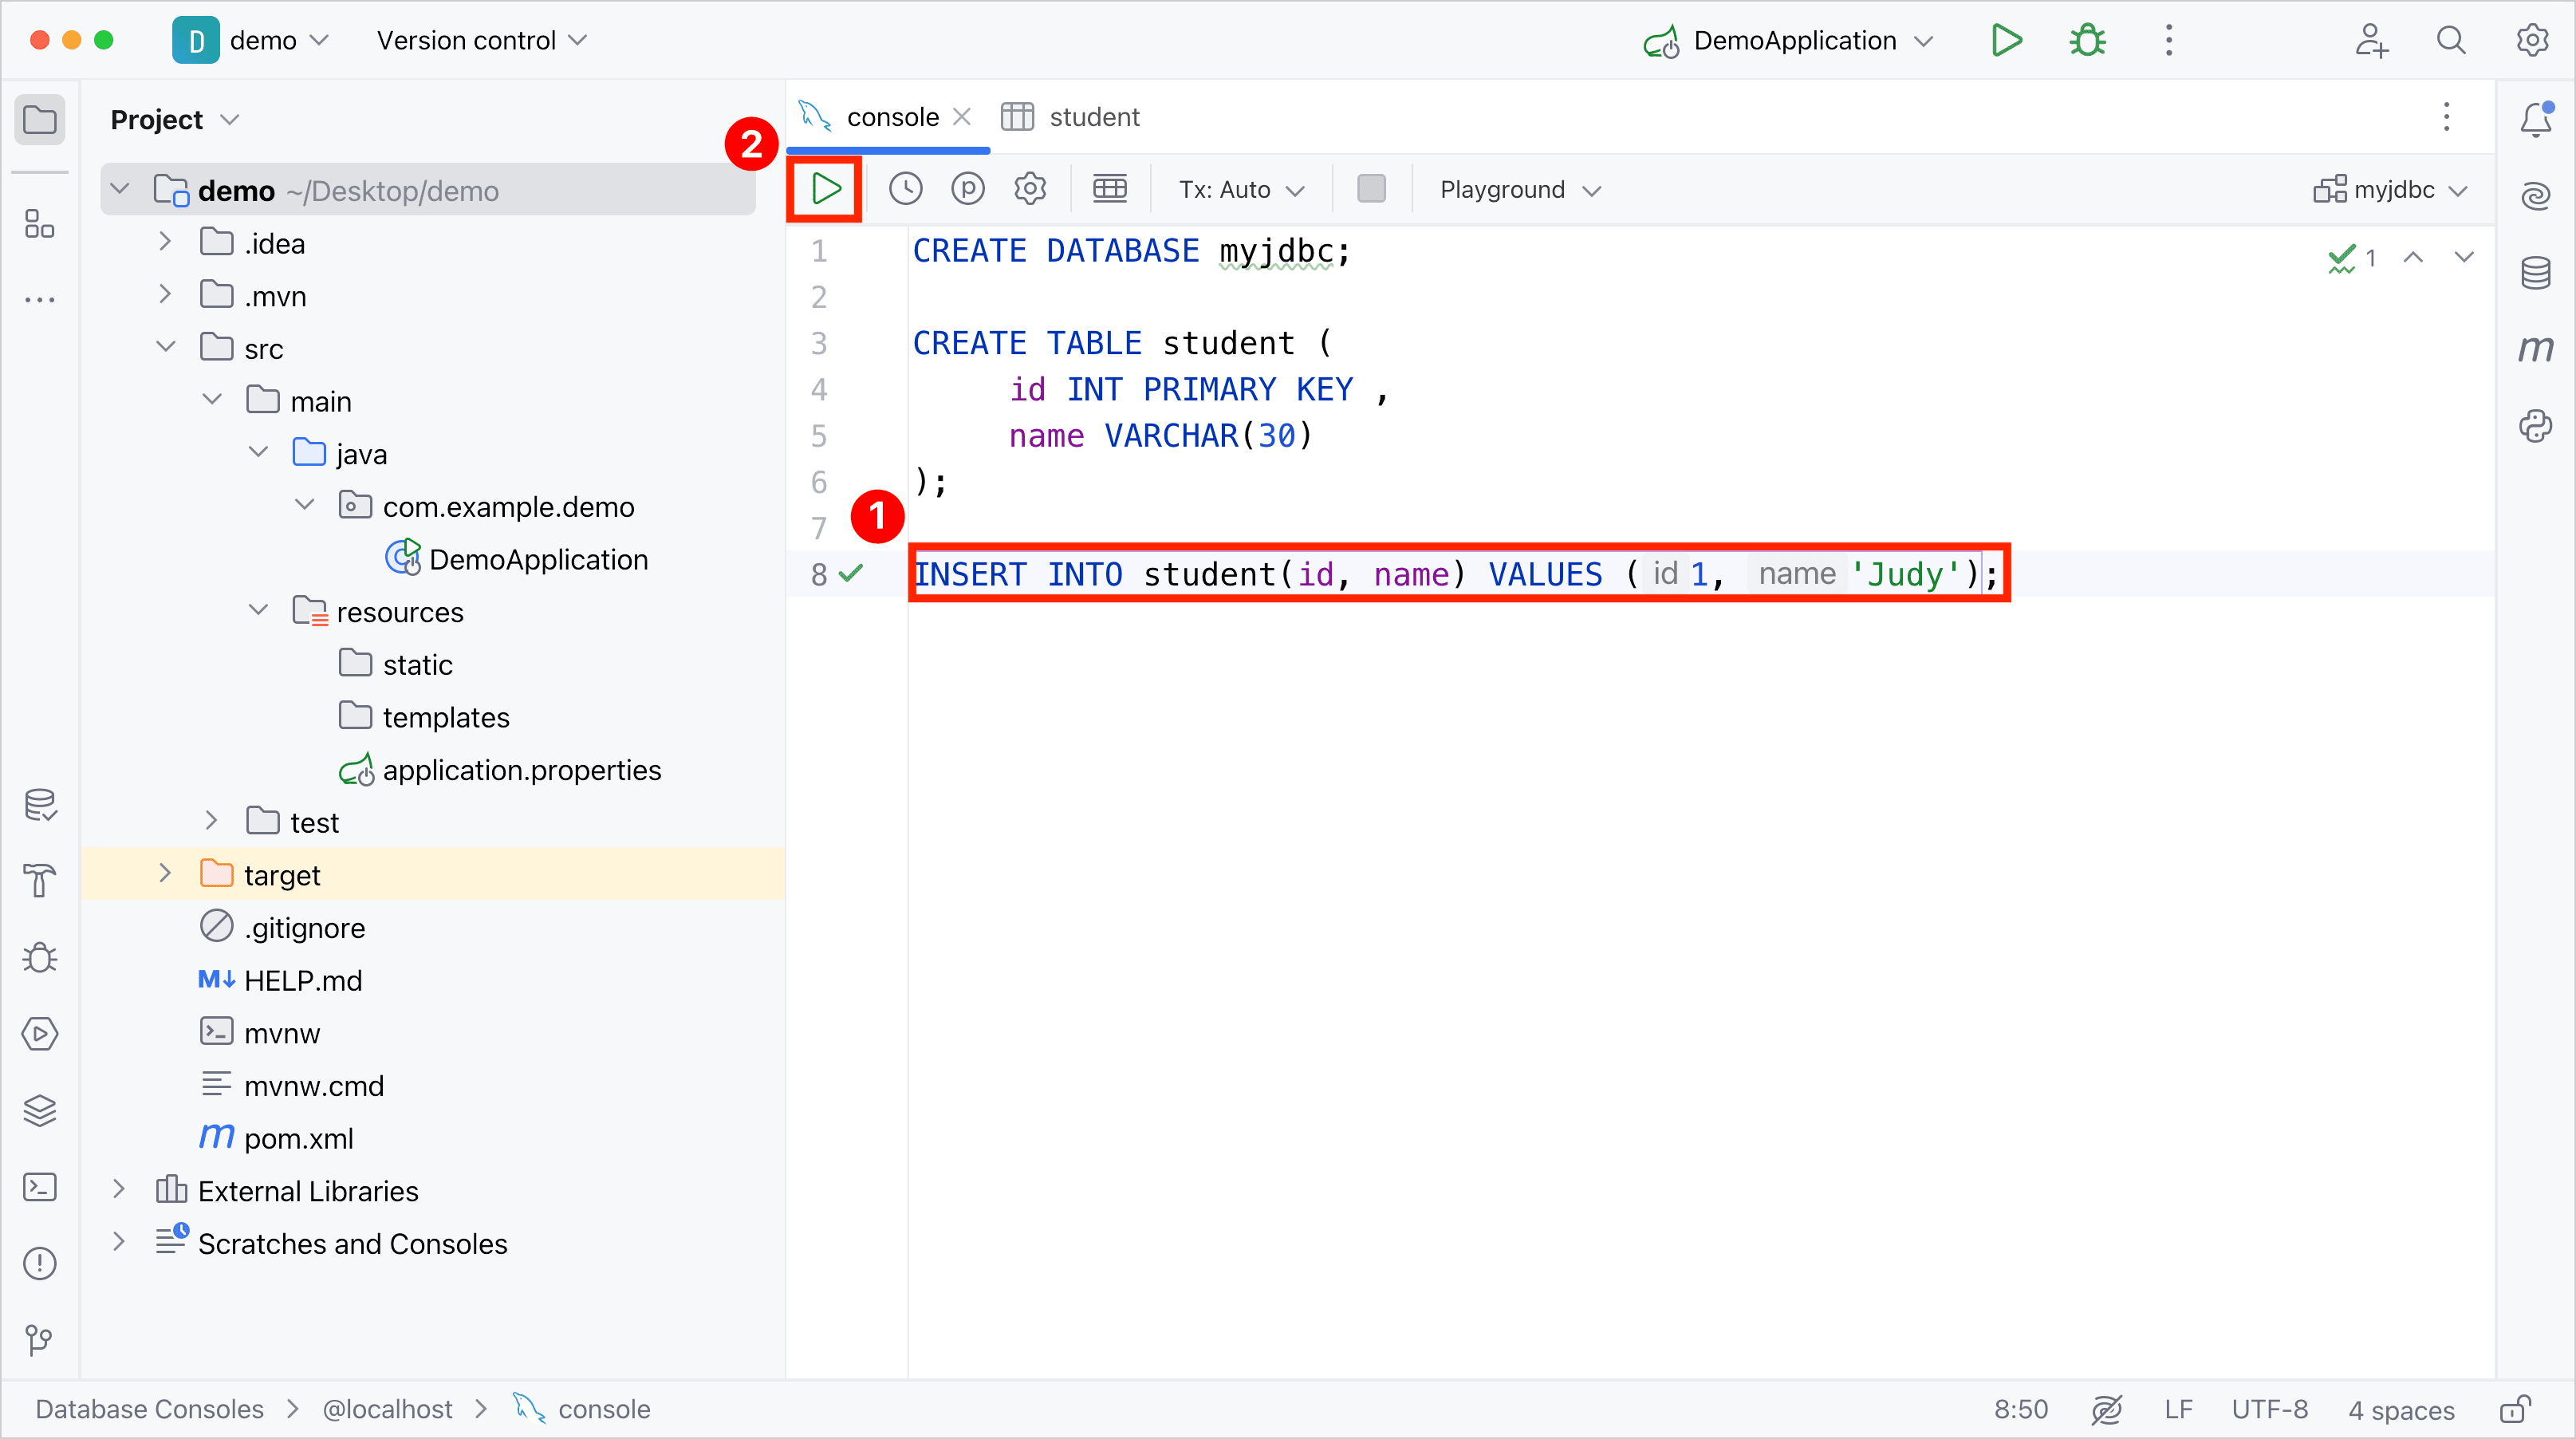 D demo Version control DemoApplication
Project
console student
2
Tx: Auto Playground myjdbc
demo ~/Desktop/demo
.idea
.mvn
src
main
java
com.example.demo
DemoApplication
resources
static
templates
application.properties
test
target
.gitignore
M↓ HELP.md
mvnw
mvnw.cmd
m pom.xml
External Libraries
Scratches and Consoles
1 CREATE DATABASE myjdbc;
2
3 CREATE TABLE student (
4 id INT PRIMARY KEY ,
5 name VARCHAR(30)
6 );
7
1
8 INSERT INTO student(id, name) VALUES ( id 1, name 'Judy');
1
m
Database Consoles > @localhost > console
8:50 LF UTF-8 4 spaces